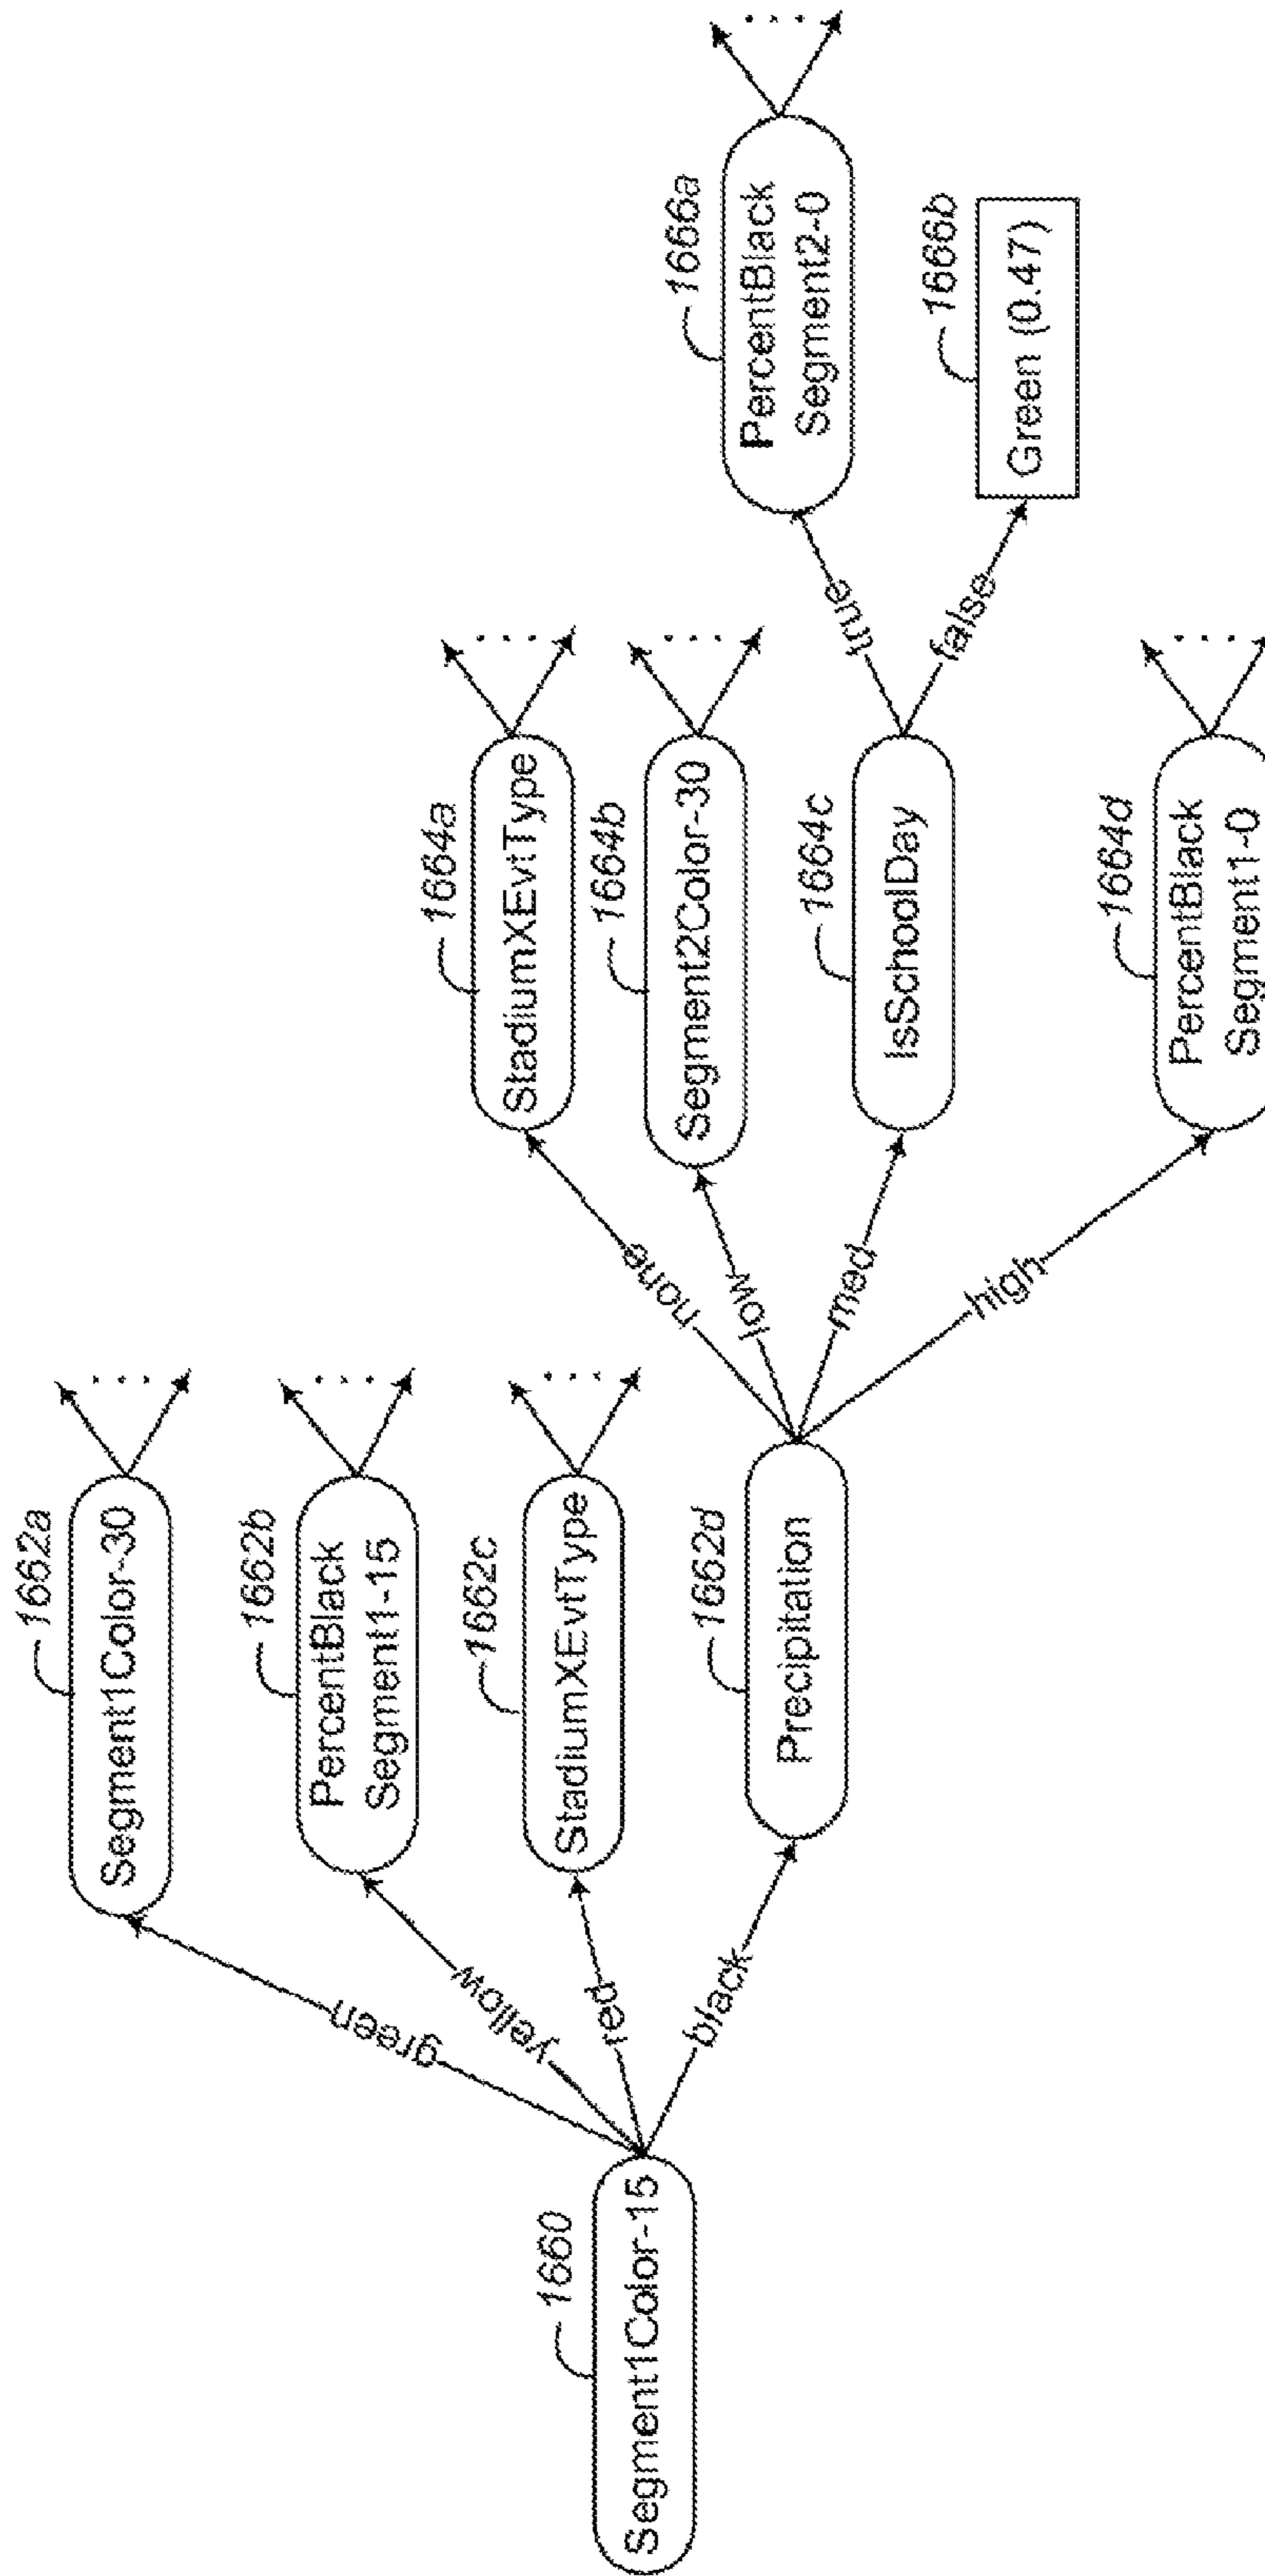 1660
Segment1Color-15
green
yellow
red
black
1662a
Segment1Color-30
1662b
PercentBlack
Segment1-15
1662c
StadiumXEvtType
1662d
Precipitation
none
low
med
high
1664a
StadiumXEvtType
1664b
Segment2Color-30
1664c
IsSchoolDay
1664d
PercentBlack
Segment1-0
true
false
1666a
PercentBlack
Segment2-0
1666b
Green (0.47)